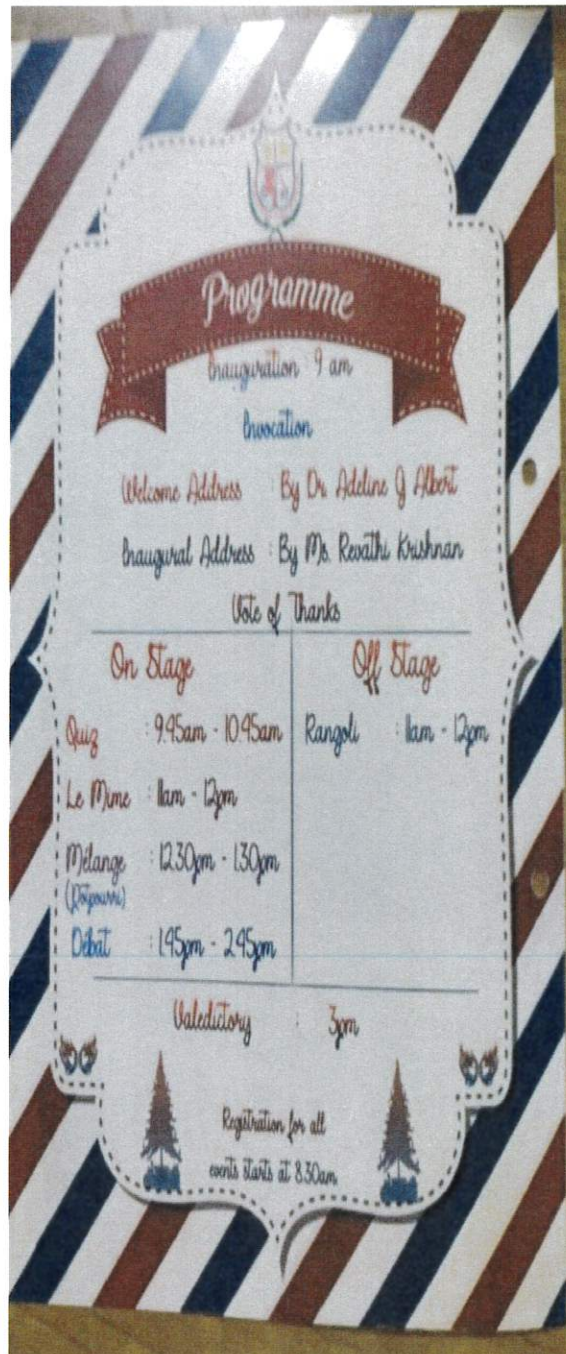 Programme
Inauguration : 9 am
Invocation
Welcome Address : By Dr. Adeline J Albert
Inaugural Address : By Ms. Revathi Krishnan
Vote of Thanks
On Stage
Quiz : 9.45am - 10.45am
Le Mime : 11am - 12pm
Mélange : 12.30pm - 1.30pm
(Potpourri)
Débat : 1.45pm - 2.45pm
Off Stage
Rangoli : 11am - 12pm
Valedictory : 3pm
Registration for all
events starts at 8.30am